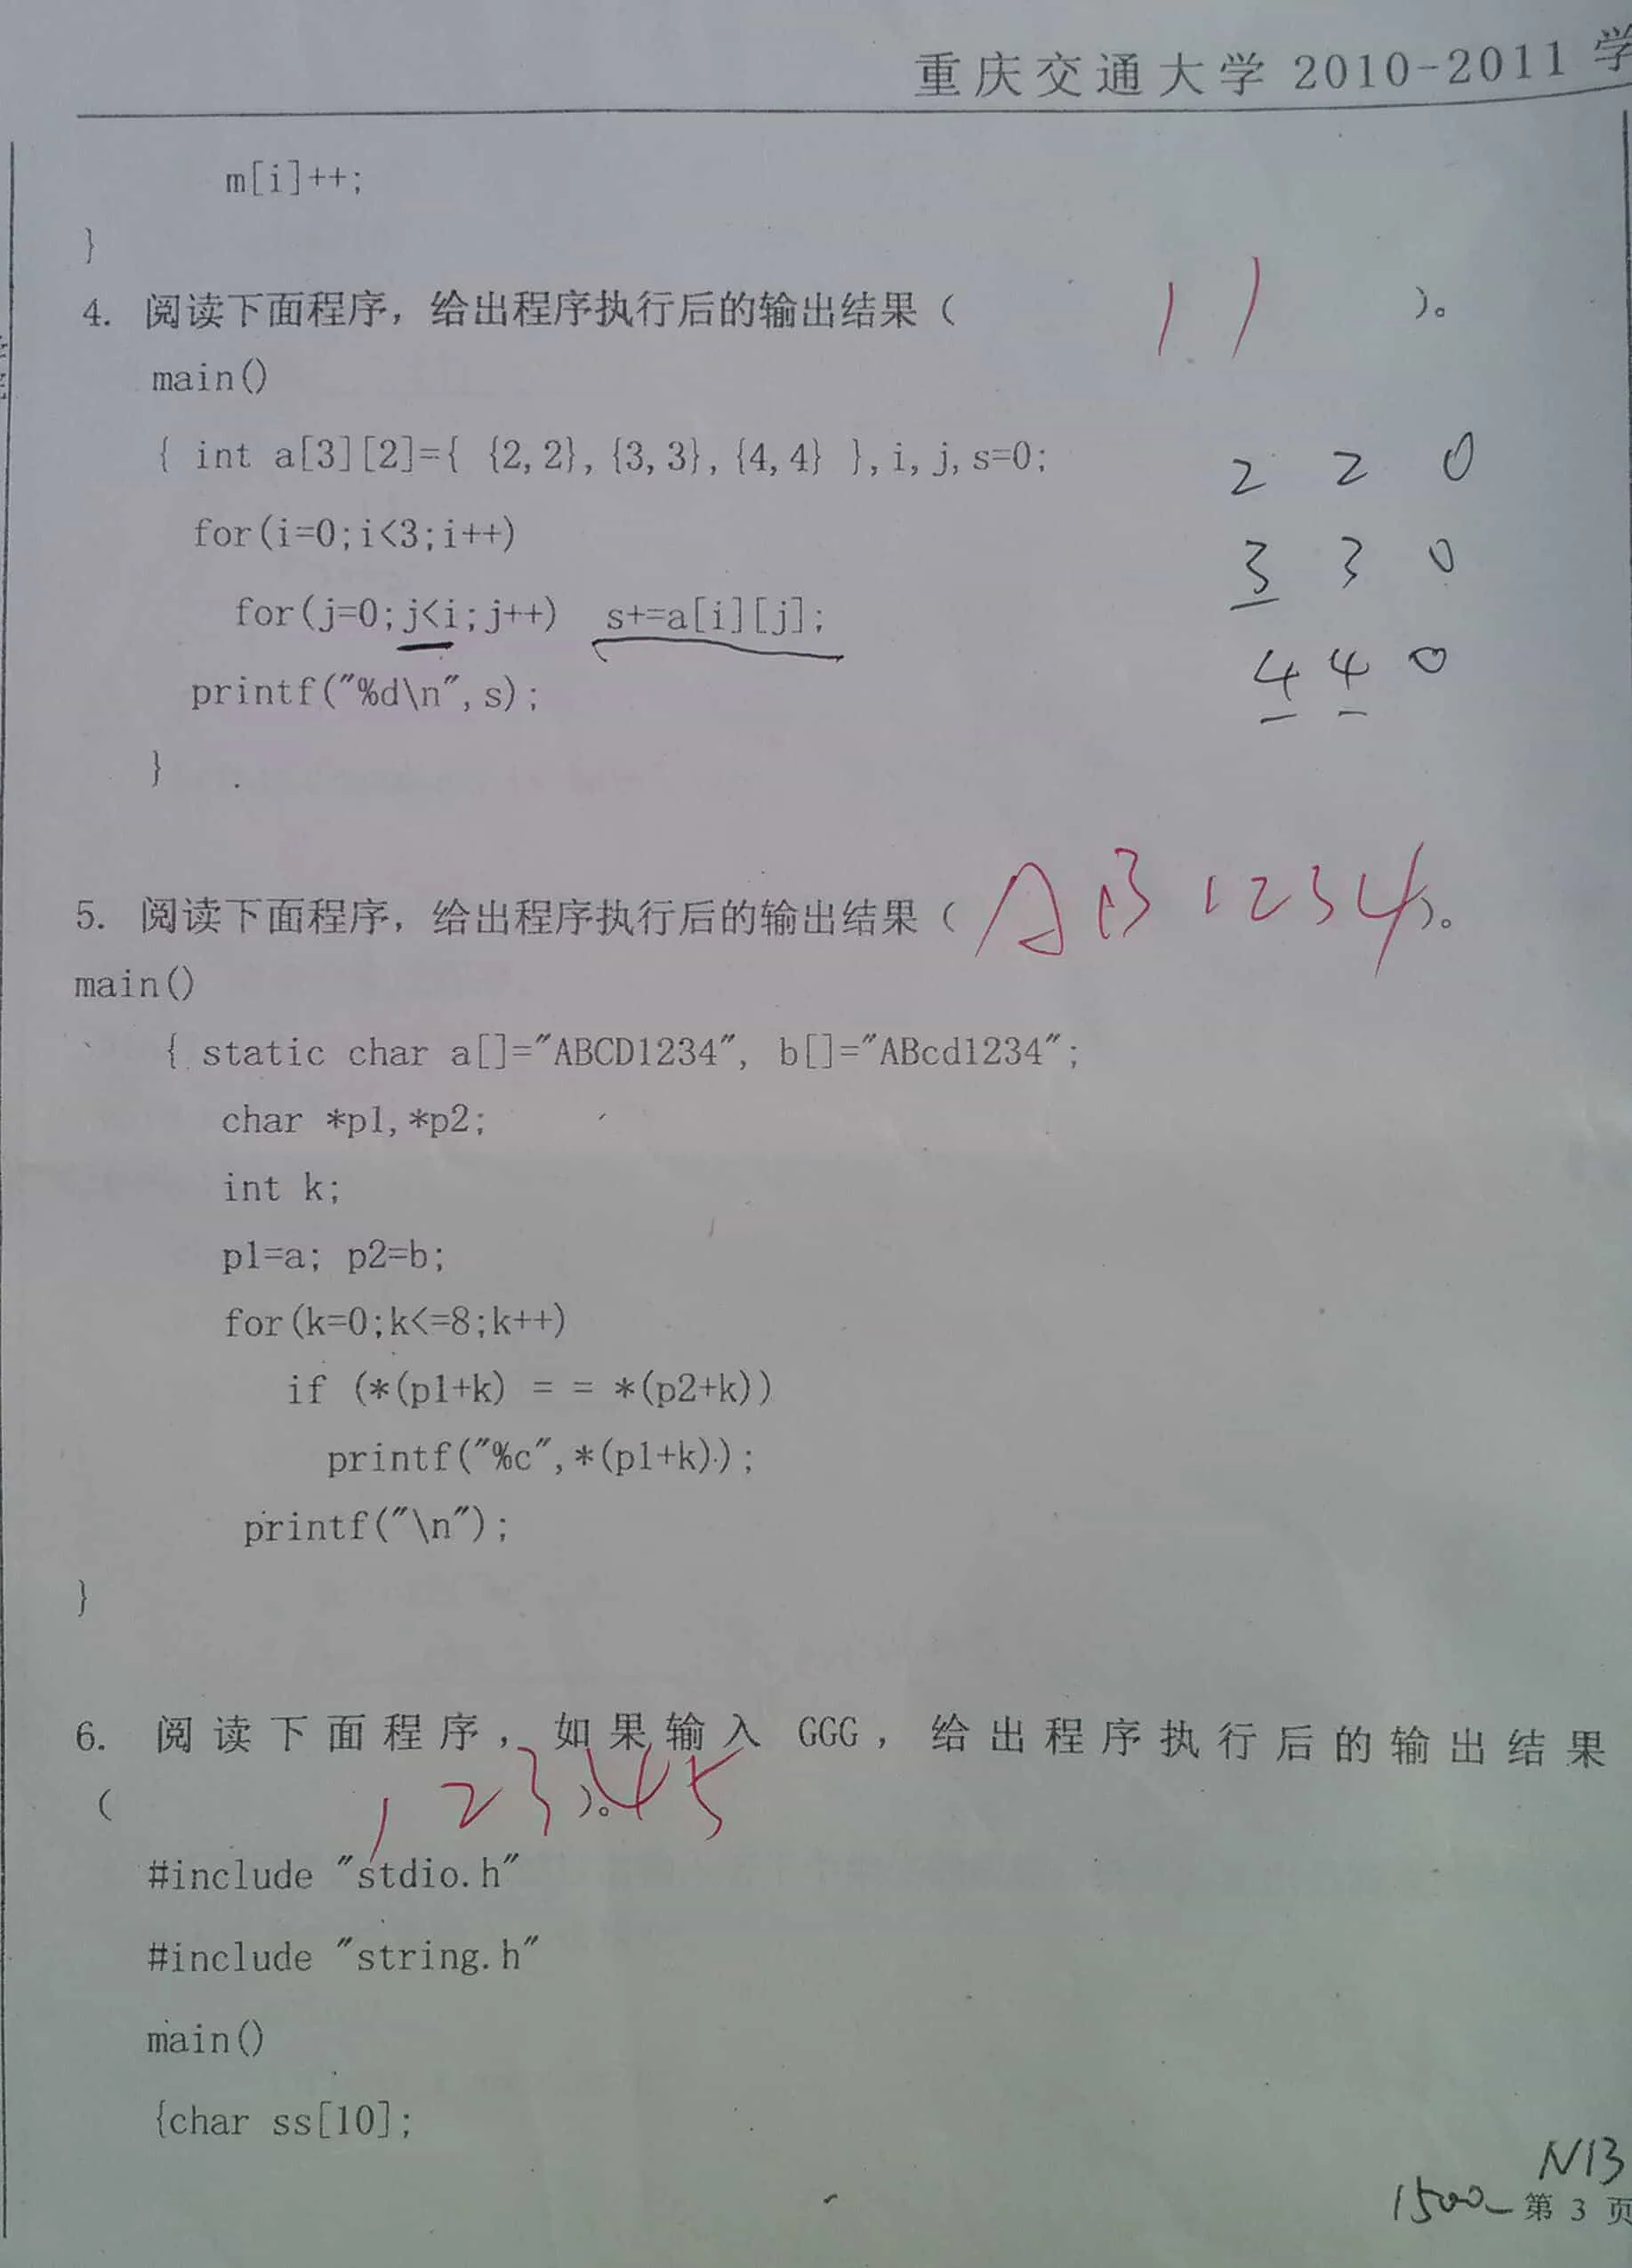 重庆交通大学 2010-2011 学
m[i]++;
}
4. 阅读下面程序，给出程序执行后的输出结果（ 11 ）。
main()
{ int a[3][2]={ {2,2},{3,3},{4,4} },i,j,s=0;
2 2 0
for(i=0;i<3;i++)
3 3 0
for(j=0;j<i;j++) s+=a[i][j];
4 4 0
printf("%d\n",s);
}
5. 阅读下面程序，给出程序执行后的输出结果（ AB1234 ）。
main()
{ static char a[]="ABCD1234", b[]="ABcd1234";
char *p1,*p2;
int k;
p1=a; p2=b;
for(k=0;k<=8;k++)
if (*(p1+k) = = *(p2+k))
printf("%c",*(p1+k));
printf("\n");
}
6. 阅读下面程序，如果输入 GGG，给出程序执行后的输出结果
（ 12345 ）。
#include "stdio.h"
#include "string.h"
main()
{char ss[10];
N13
1500 第 3 页